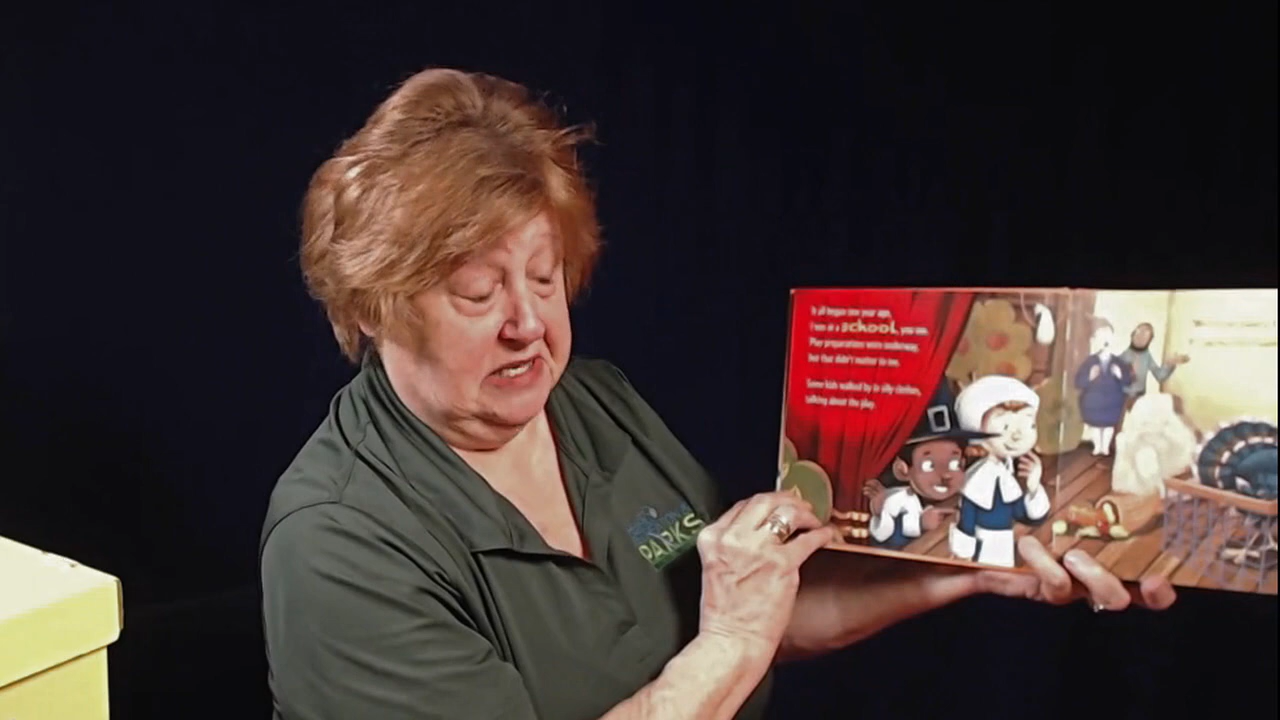 It all began one year ago,
I was at a school, you see.
Play preparations were underway,
but that didn't matter to me.
Some kids walked by in silly clothes,
talking about the play.
PARKS